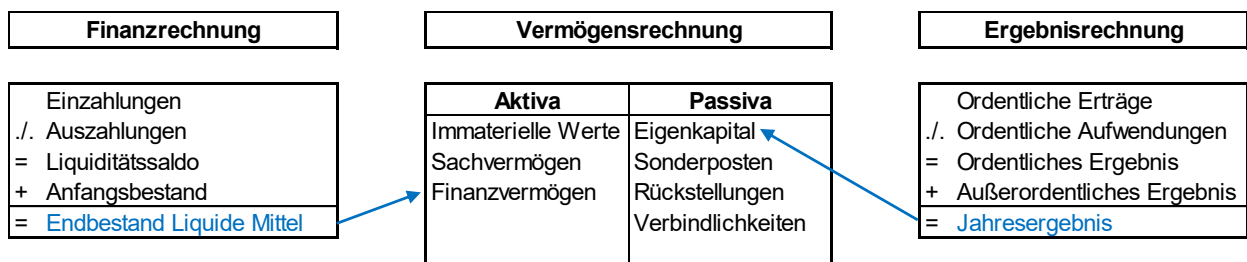 Finanzrechnung
Einzahlungen
./. Auszahlungen
= Liquiditätssaldo
+ Anfangsbestand
= Endbestand Liquide Mittel
Vermögensrechnung
Aktiva Passiva
Immaterielle Werte Eigenkapital
Sachvermögen Sonderposten
Finanzvermögen Rückstellungen
Verbindlichkeiten
Ergebnisrechnung
Ordentliche Erträge
./. Ordentliche Aufwendungen
= Ordentliches Ergebnis
+ Außerordentliches Ergebnis
= Jahresergebnis